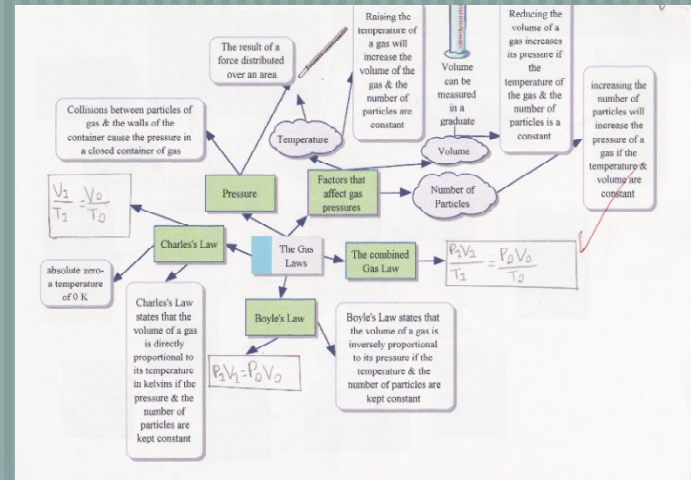 The result of a
force distributed
over an area
Raising the
temperature of
a gas will
increase the
volume of the
gas & the
number of
particles are
constant
Volume
can be
measured
in a
graduate
Reducing the
volume of a
gas increases
its pressure if
the
temperature of
the gas & the
number of
particles is a
constant
increasing the
number of
particles will
increase the
pressure of a
gas if the
temperature &
volume are
constant
Collisions between particles of
gas & the walls of the
container cause the pressure in
a closed container of gas
Temperature
Volume
Pressure
Factors that
affect gas
pressures
Number of
Particles
V1/T1 = V2/T2
Charles's Law
The Gas
Laws
The combined
Gas Law
P1V1/T1 = P2V2/T2
absolute zero-
a temperature
of 0 K
Charles's Law
states that the
volume of a gas
is directly
proportional to
its temperature
in kelvins if the
pressure & the
number of
particles are
kept constant
Boyle's Law
P1V1=P2V2
Boyle's Law states that
the volume of a gas is
inversely proportional
to its pressure if the
temperature & the
number of particles are
kept constant